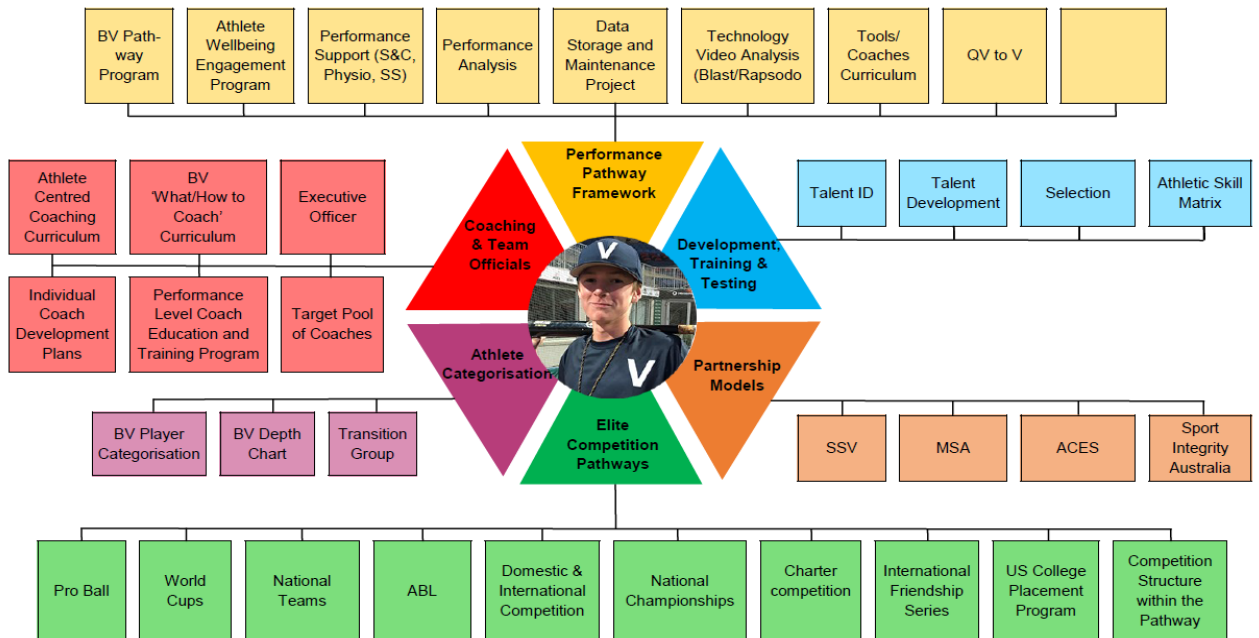 BV Path-
way
Program
Athlete
Wellbeing
Engagement
Program
Performance
Support (S&C,
Physio, SS)
Performance
Analysis
Data
Storage and
Maintenance
Project
Technology
Video Analysis
(Blast/Rapsodo
Tools/
Coaches
Curriculum
QV to V
Performance
Pathway
Framework
Athlete
Centred
Coaching
Curriculum
BV
‘What/How to
Coach’
Curriculum
Executive
Officer
Individual
Coach
Development
Plans
Performance
Level Coach
Education and
Training Program
Target Pool
of Coaches
Coaching
& Team
Officials
Development,
Training &
Testing
Talent ID
Talent
Development
Selection
Athletic Skill
Matrix
V
V
Athlete
Categorisation
Partnership
Models
BV Player
Categorisation
BV Depth
Chart
Transition
Group
Elite
Competition
Pathways
SSV
MSA
ACES
Sport
Integrity
Australia
Pro Ball
World
Cups
National
Teams
ABL
Domestic &
International
Competition
National
Championships
Charter
competition
International
Friendship
Series
US College
Placement
Program
Competition
Structure
within the
Pathway